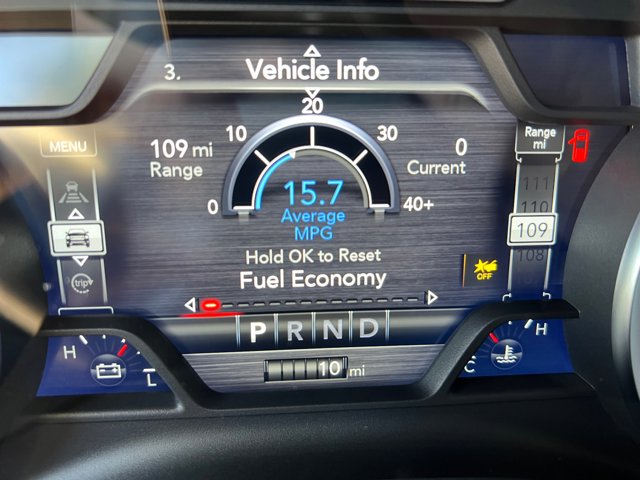 3.
Vehicle Info
20
10
30
0
40+
109 mi
Range
0
Current
15.7
Average
MPG
Hold OK to Reset
Fuel Economy
MENU
trip
Range
mi
111
110
109
108
OFF
P R N D
10 mi
H
L
H
C